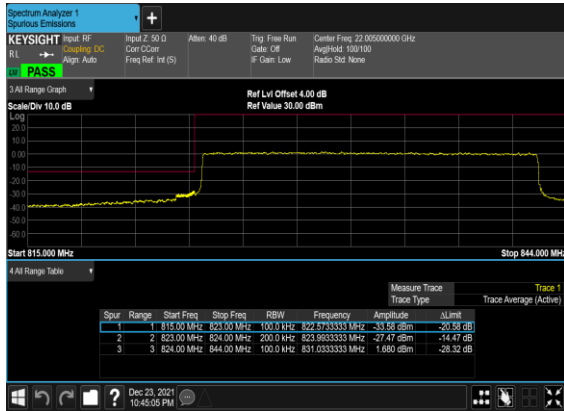 Spectrum Analyzer 1
Spurious Emissions
+
KEYSIGHT Input: RF Input Z: 50 Ω Atten: 40 dB Trig: Free Run Center Freq: 22.005000000 GHz
RL Coupling: DC Corr CCorr Gate: Off Avg|Hold: 100/100
Align: Auto Freq Ref: Int (S) IF Gain: Low Radio Std: None
LU PASS
3 All Range Graph
Ref Lvl Offset 4.00 dB
Scale/Div 10.0 dB Ref Value 30.00 dBm
Log
20.0
10.0
0.00
-10.0
-20.0
-30.0
-40.0
-50.0
-60.0
Start 815.000 MHz Stop 844.000 MHz
4 All Range Table
Measure Trace Trace 1
Trace Type Trace Average (Active)
Spur Range Start Freq Stop Freq RBW Frequency Amplitude ΔLimit
1 1 815.00 MHz 823.00 MHz 100.0 kHz 822.5733333 MHz -33.58 dBm -20.58 dB
2 2 823.00 MHz 824.00 MHz 200.0 kHz 823.9933333 MHz -27.47 dBm -14.47 dB
3 3 824.00 MHz 844.00 MHz 100.0 kHz 831.0333333 MHz 1.680 dBm -28.32 dB
? Dec 23, 2021
10:45:05 PM